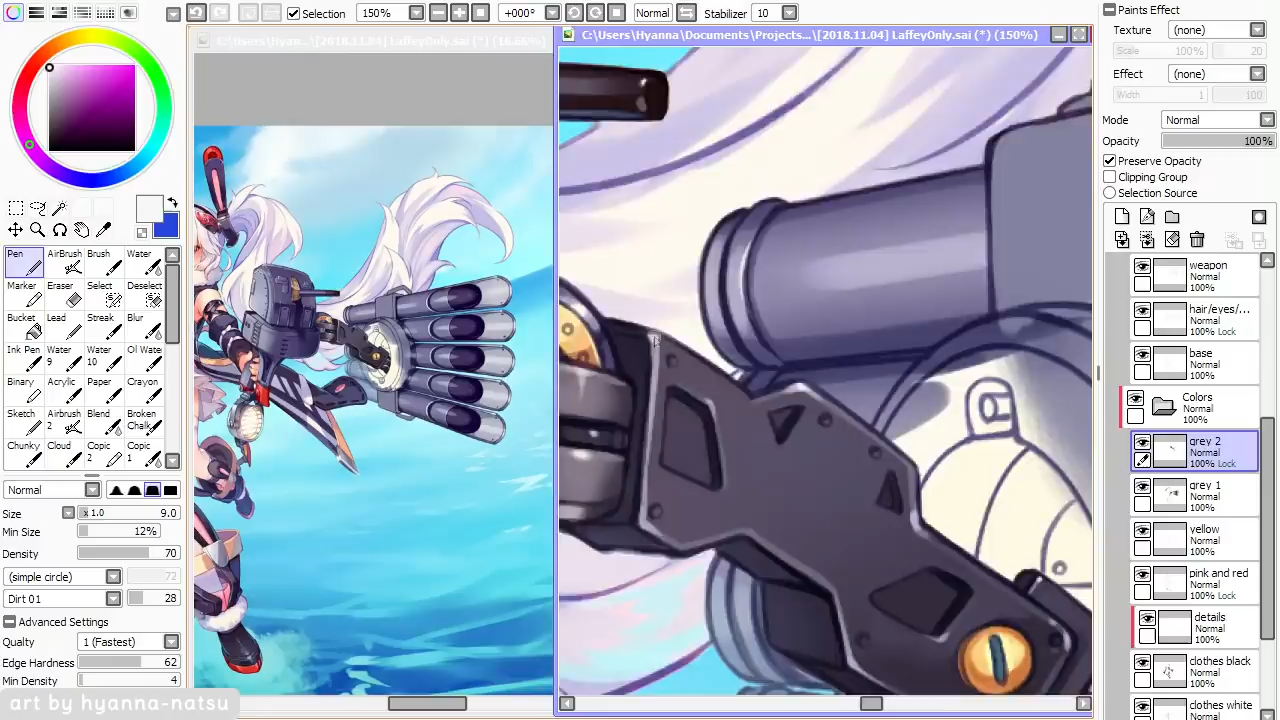 Selection
150%
+000°
Normal
Stabilizer
10
C:\Users\Hyan...\[2018.11.04] LaffeyOnly.sai (*) (16.66%)
C:\Users\Hyanna\Documents\Projects...\[2018.11.04] LaffeyOnly.sai (*) (150%)
Pen
AirBrush
Brush
Water
Marker
Eraser
Select
Deselect
Bucket
Lead
Streak
Blur
Ink Pen
Water 9
Water 10
Oil Water
Binary
Acrylic
Paper
Crayon
Sketch
Airbrush 2
Blend
Broken Chalk
Chunky
Cloud
Copic 2
Copic 1
Normal
Size
x 1.0
9.0
Min Size
12%
Density
70
(simple circle)
72
Dirt 01
28
Advanced Settings
Quality
1 (Fastest)
Edge Hardness
62
Min Density
4
art by hyanna-natsu
Paints Effect
Texture
(none)
Scale
100%
20
Effect
(none)
Width
1
100
Mode
Normal
Opacity
100%
Preserve Opacity
Clipping Group
Selection Source
weapon
Normal
100%
hair/eyes/...
Normal
100% Lock
base
Normal
100%
Colors
Normal
100%
grey 2
Normal
100% Lock
grey 1
Normal
100%
yellow
Normal
100%
pink and red
Normal
100% Lock
details
Normal
100%
clothes black
Normal
100%
clothes white